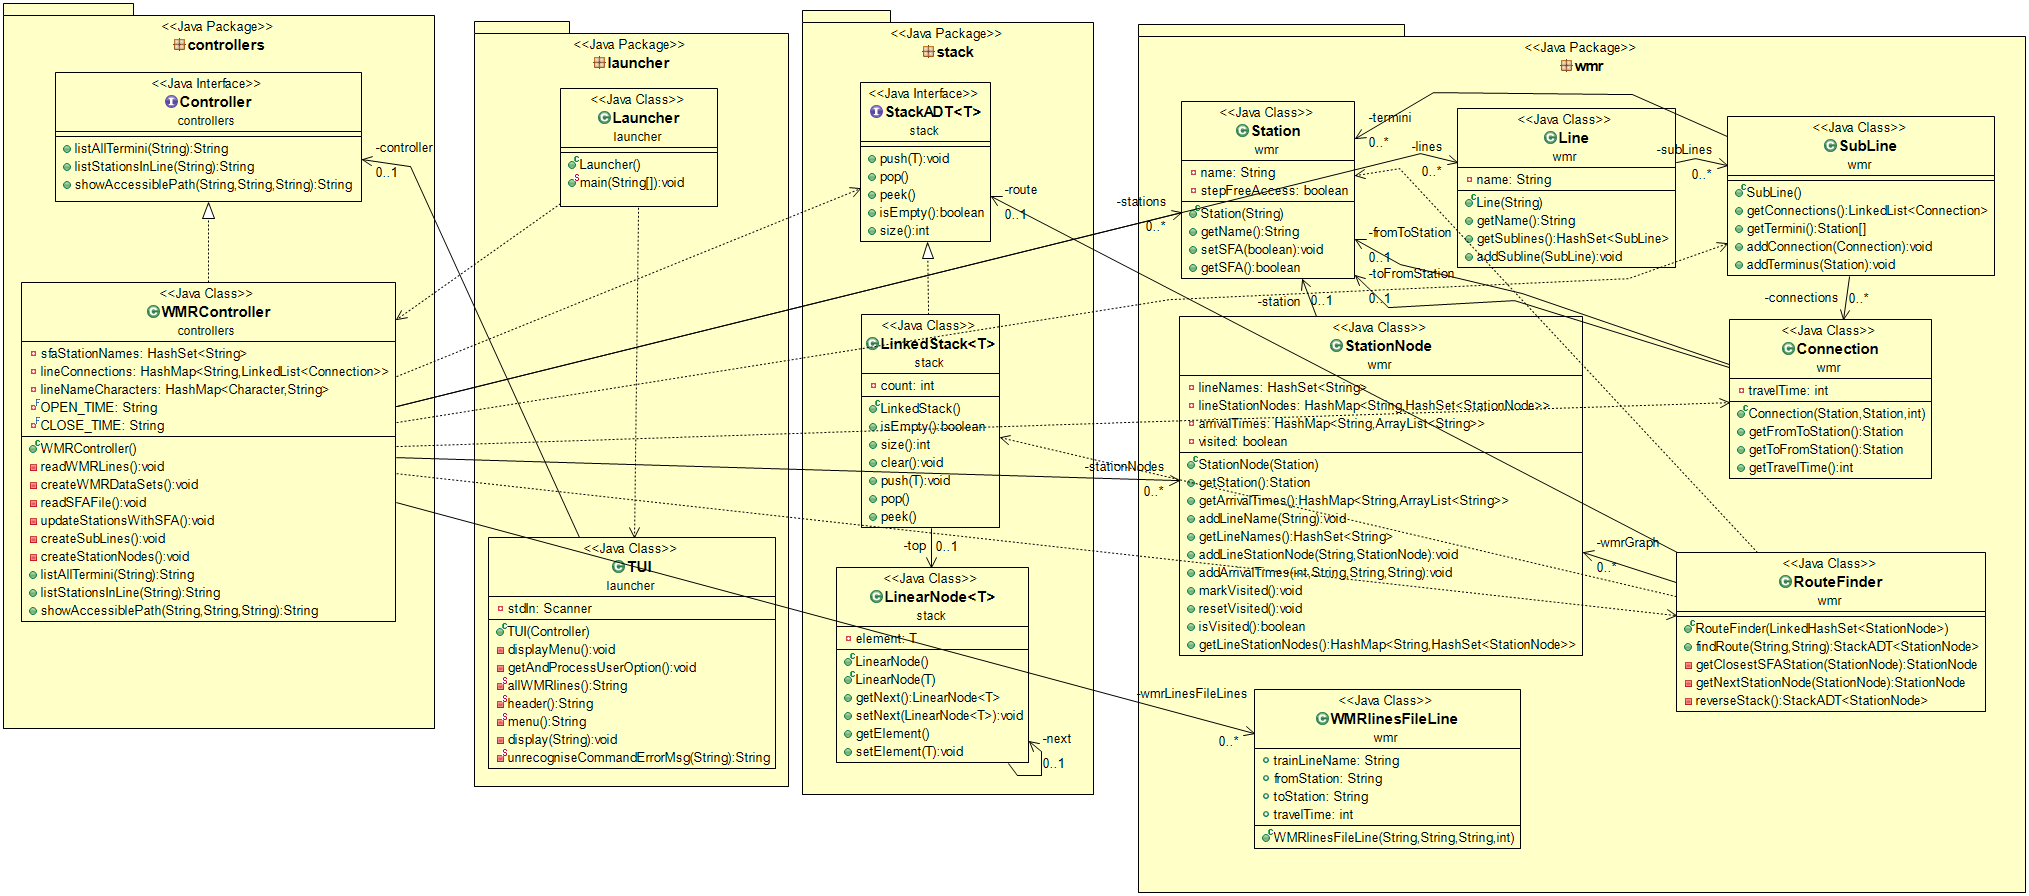 <<Java Package>>
controllers
<<Java Interface>>
Controller
controllers
listAllTermini(String):String
listStationsInLine(String):String
showAccessiblePath(String,String,String):String
-controller
0..1
<<Java Class>>
WMRController
controllers
sfaStationNames: HashSet<String>
lineConnections: HashMap<String,LinkedList<Connection>>
lineNameCharacters: HashMap<Character,String>
OPEN_TIME: String
CLOSE_TIME: String
WMRController()
readWMRLines():void
createWMRDataSets():void
readSFAFile():void
updateStationsWithSFA():void
createSubLines():void
createStationNodes():void
listAllTermini(String):String
listStationsInLine(String):String
showAccessiblePath(String,String,String):String
<<Java Package>>
launcher
<<Java Class>>
Launcher
launcher
Launcher()
main(String[]):void
<<Java Class>>
TUI
launcher
stdIn: Scanner
TUI(Controller)
displayMenu():void
getAndProcessUserOption():void
allWMRlines():String
header():String
menu():String
display(String):void
unrecogniseCommandErrorMsg(String):String
<<Java Package>>
stack
<<Java Interface>>
StackADT<T>
stack
push(T):void
pop()
peek()
isEmpty():boolean
size():int
-route
0..1
<<Java Class>>
LinkedStack<T>
stack
count: int
LinkedStack()
isEmpty():boolean
size():int
clear():void
push(T):void
pop()
peek()
-top
0..1
<<Java Class>>
LinearNode<T>
stack
element: T
LinearNode()
LinearNode(T)
getNext():LinearNode<T>
setNext(LinearNode<T>):void
getElement()
setElement(T):void
-next
0..1
<<Java Package>>
wmr
<<Java Class>>
Station
wmr
name: String
stepFreeAccess: boolean
Station(String)
getName():String
setSFA(boolean):void
getSFA():boolean
-stations
0..*
-termini
0..*
-lines
0..*
-fromToStation
0..1
-toFromStation
0..1
-station
0..1
<<Java Class>>
Line
wmr
name: String
Line(String)
getName():String
getSublines():HashSet<SubLine>
addSubline(SubLine):void
-subLines
0..*
<<Java Class>>
SubLine
wmr
SubLine()
getConnections():LinkedList<Connection>
getTermini():Station[]
addConnection(Connection):void
addTerminus(Station):void
-connections
0..*
<<Java Class>>
Connection
wmr
travelTime: int
Connection(Station,Station,int)
getFromToStation():Station
getToFromStation():Station
getTravelTime():int
<<Java Class>>
StationNode
wmr
lineNames: HashSet<String>
lineStationNodes: HashMap<String,HashSet<StationNode>>
arrivalTimes: HashMap<String,ArrayList<String>>
visited: boolean
StationNode(Station)
getStation():Station
getArrivalTimes():HashMap<String,ArrayList<String>>
addLineName(String):void
getLineNames():HashSet<String>
addLineStationNode(String,StationNode):void
addArrivalTimes(int,String,String,String):void
markVisited():void
resetVisited():void
isVisited():boolean
getLineStationNodes():HashMap<String,HashSet<StationNode>>
-stationNodes
0..*
-wmrGraph
0..*
<<Java Class>>
RouteFinder
wmr
RouteFinder(LinkedHashSet<StationNode>)
findRoute(String,String):StackADT<StationNode>
getClosestSFAStation(StationNode):StationNode
getNextStationNode(StationNode):StationNode
reverseStack():StackADT<StationNode>
-wmrLinesFileLines
0..*
<<Java Class>>
WMRlinesFileLine
wmr
trainLineName: String
fromStation: String
toStation: String
travelTime: int
WMRlinesFileLine(String,String,String,int)